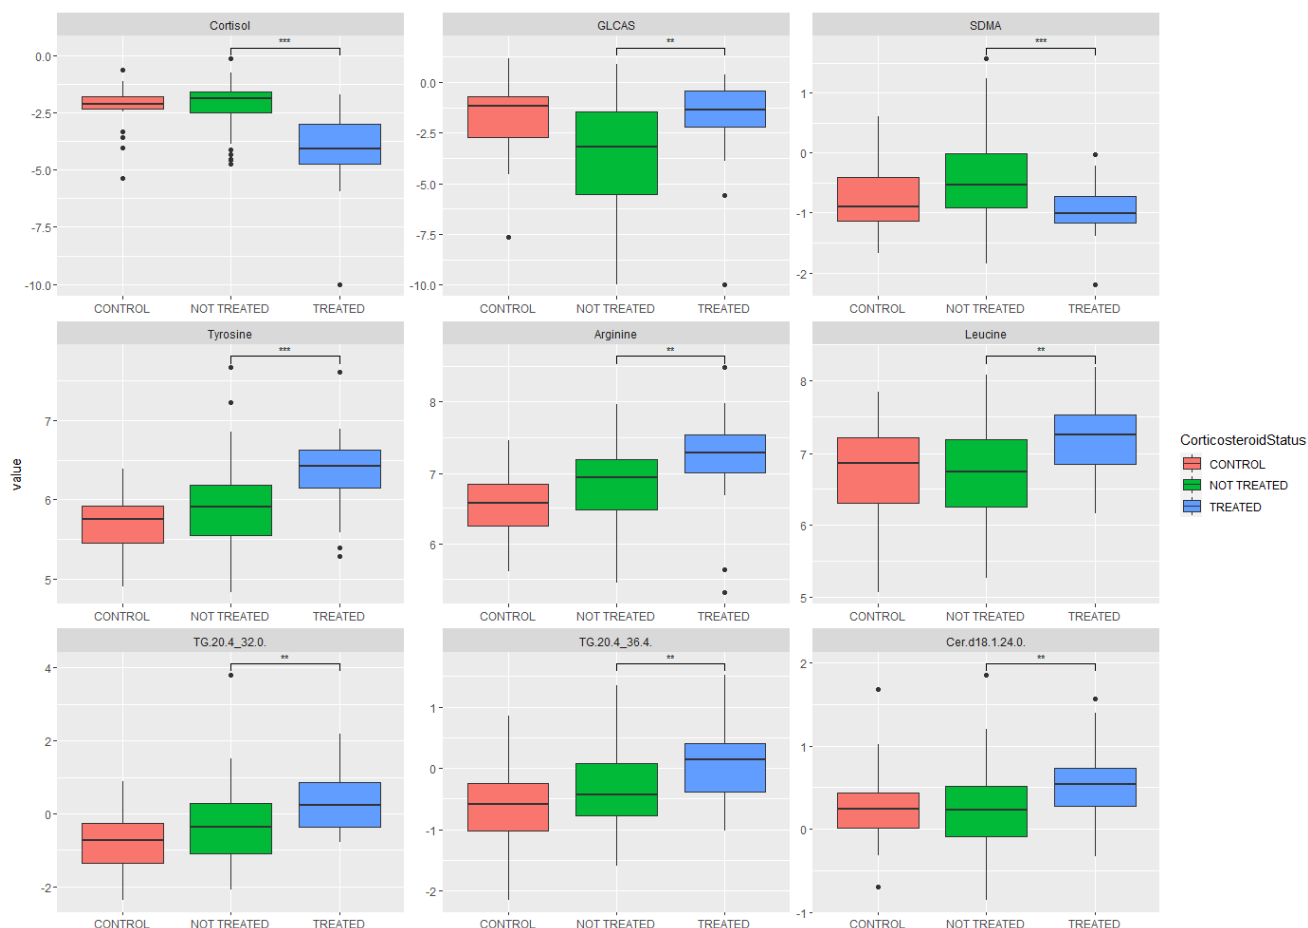 Cortisol
GLCAS
SDMA
***
**
***
0.0
-2.5
-5.0
-7.5
-10.0
0.0
-2.5
-5.0
-7.5
-10.0
1
0
-1
-2
CONTROL NOT TREATED TREATED
CONTROL NOT TREATED TREATED
CONTROL NOT TREATED TREATED
Tyrosine
Arginine
Leucine
***
**
**
7
6
5
8
7
6
8
7
6
5
CONTROL NOT TREATED TREATED
CONTROL NOT TREATED TREATED
CONTROL NOT TREATED TREATED
TG.20.4_32.0.
TG.20.4_36.4.
Cer.d18.1.24.0.
**
**
**
4
2
0
-2
1
0
-1
-2
2
1
0
-1
CONTROL NOT TREATED TREATED
CONTROL NOT TREATED TREATED
CONTROL NOT TREATED TREATED
value
CorticosteroidStatus
CONTROL
NOT TREATED
TREATED